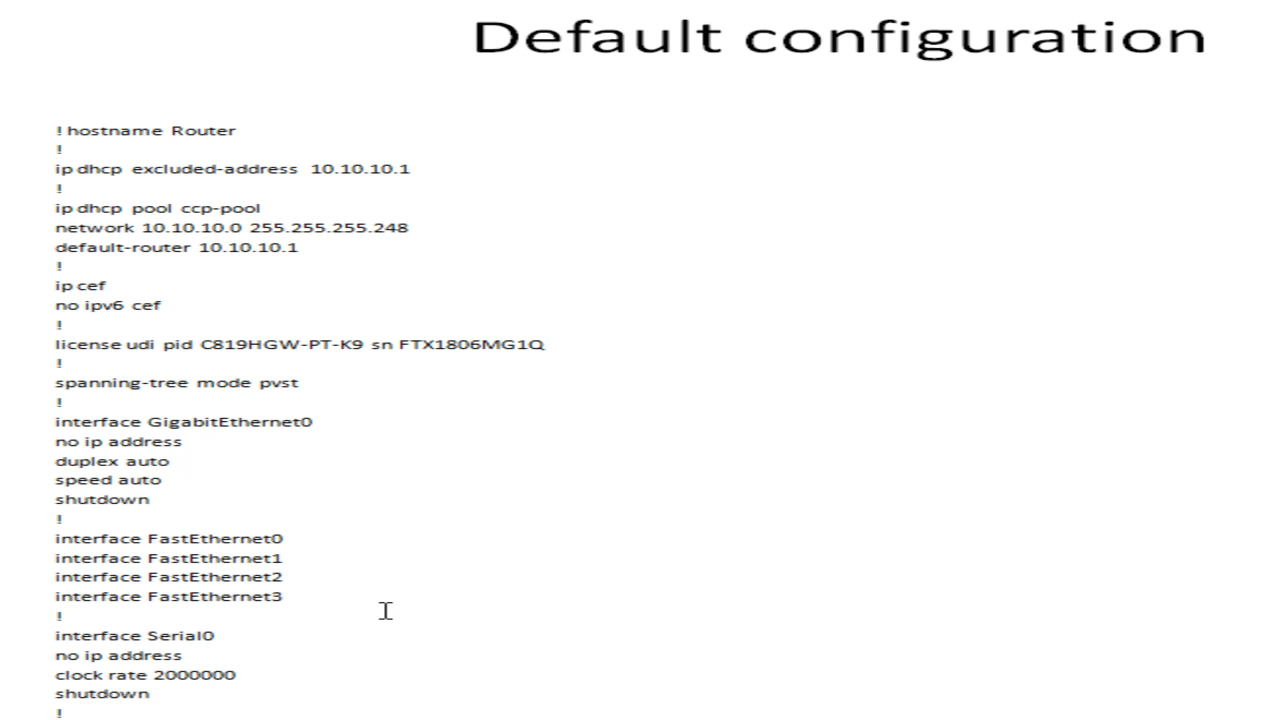 Default configuration
! hostname Router
!
ip dhcp excluded-address 10.10.10.1
!
ip dhcp pool ccp-pool
network 10.10.10.0 255.255.255.248
default-router 10.10.10.1
!
ip cef
no ipv6 cef
!
license udi pid C819HGW-PT-K9 sn FTX1806MG1Q
!
spanning-tree mode pvst
!
interface GigabitEthernet0
no ip address
duplex auto
speed auto
shutdown
!
interface FastEthernet0
interface FastEthernet1
interface FastEthernet2
interface FastEthernet3
!
interface Serial0
no ip address
clock rate 2000000
shutdown
!